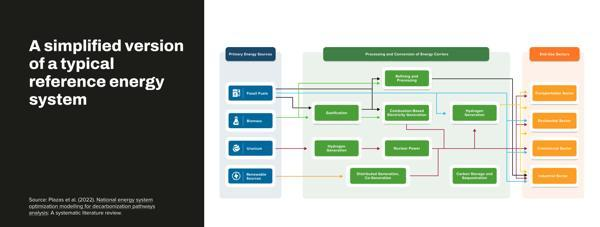 A simplified version
of a typical
reference energy
system
Source: Plazas et al. (2022). National energy system
optimization modelling for decarbonization pathways
analysis: A systematic literature review.
Primary Energy Sources
Fossil Fuels
Biomass
Uranium
Renewable
Sources
Processing and Conversion of Energy Carriers
Refining and
Processing
Gasification
Combustion-Based
Electricity Generation
Hydrogen
Generation
Hydrogen
Generation
Nuclear Power
Distributed Generation,
Co-Generation
Carbon Storage and
Sequestration
End-Use Sectors
Transportation Sector
Residential Sector
Commercial Sector
Industrial Sector